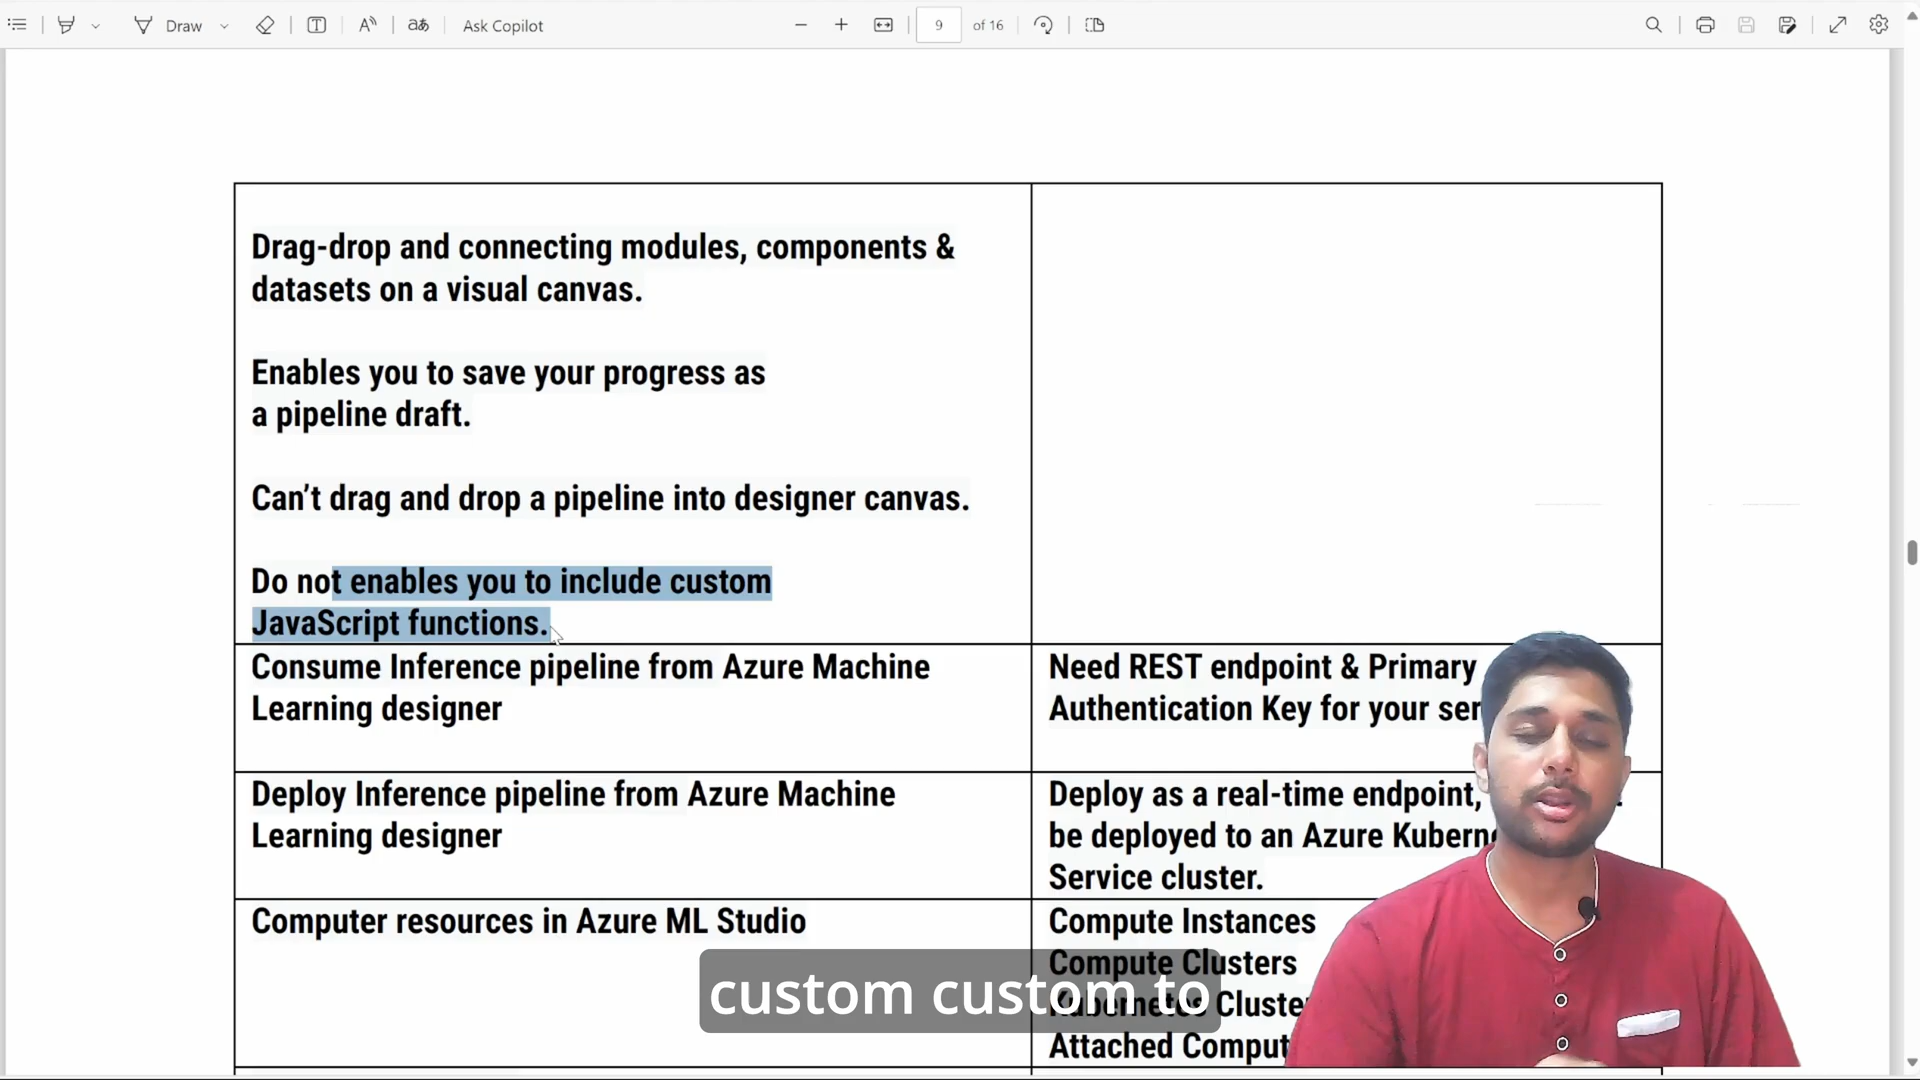 Draw
Ask Copilot
9
of 16
Drag-drop and connecting modules, components &
datasets on a visual canvas.
Enables you to save your progress as
a pipeline draft.
Can’t drag and drop a pipeline into designer canvas.
Do not enables you to include custom
JavaScript functions.
Consume Inference pipeline from Azure Machine
Learning designer
Need REST endpoint & Primary
Authentication Key for your
Deploy Inference pipeline from Azure Machine
Learning designer
Deploy as a real-time endpoint,
be deployed to an Azure
Service cluster.
Computer resources in Azure ML Studio
Compute Instances
Compute Clusters
Kubernetes
Attached
custom custom to